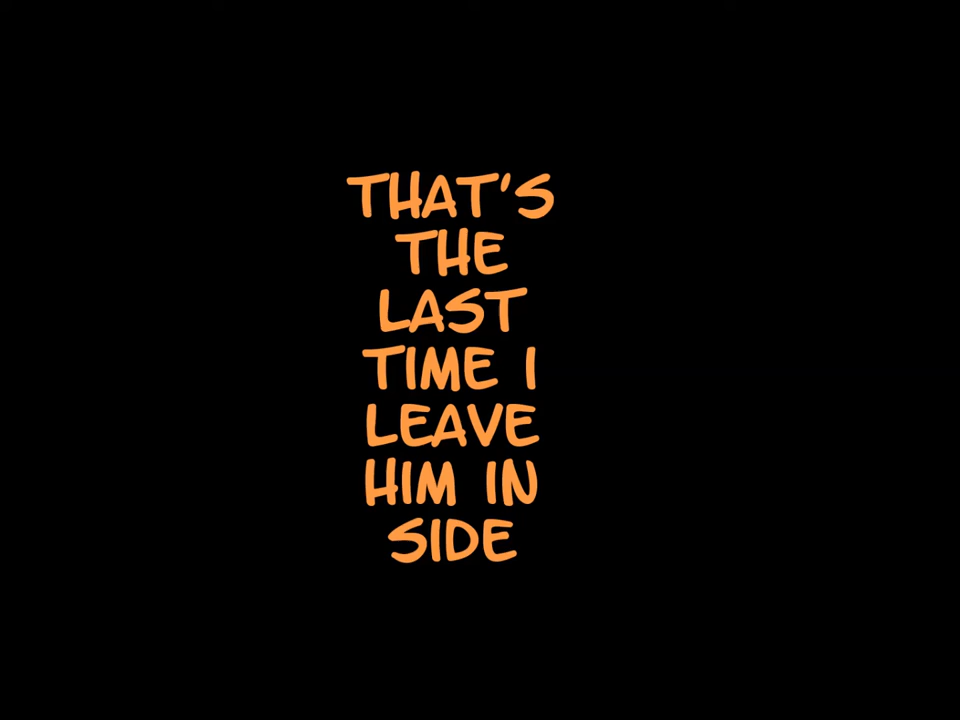 THAT'S
THE
LAST
TIME I
LEAVE
HIM IN
SIDE